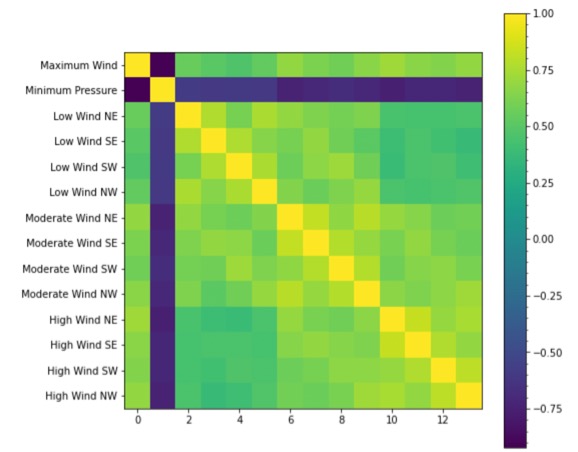 Maximum Wind
Minimum Pressure
Low Wind NE
Low Wind SE
Low Wind SW
Low Wind NW
Moderate Wind NE
Moderate Wind SE
Moderate Wind SW
Moderate Wind NW
High Wind NE
High Wind SE
High Wind SW
High Wind NW
0 2 4 6 8 10 12
1.00
0.75
0.50
0.25
0.00
−0.25
−0.50
−0.75